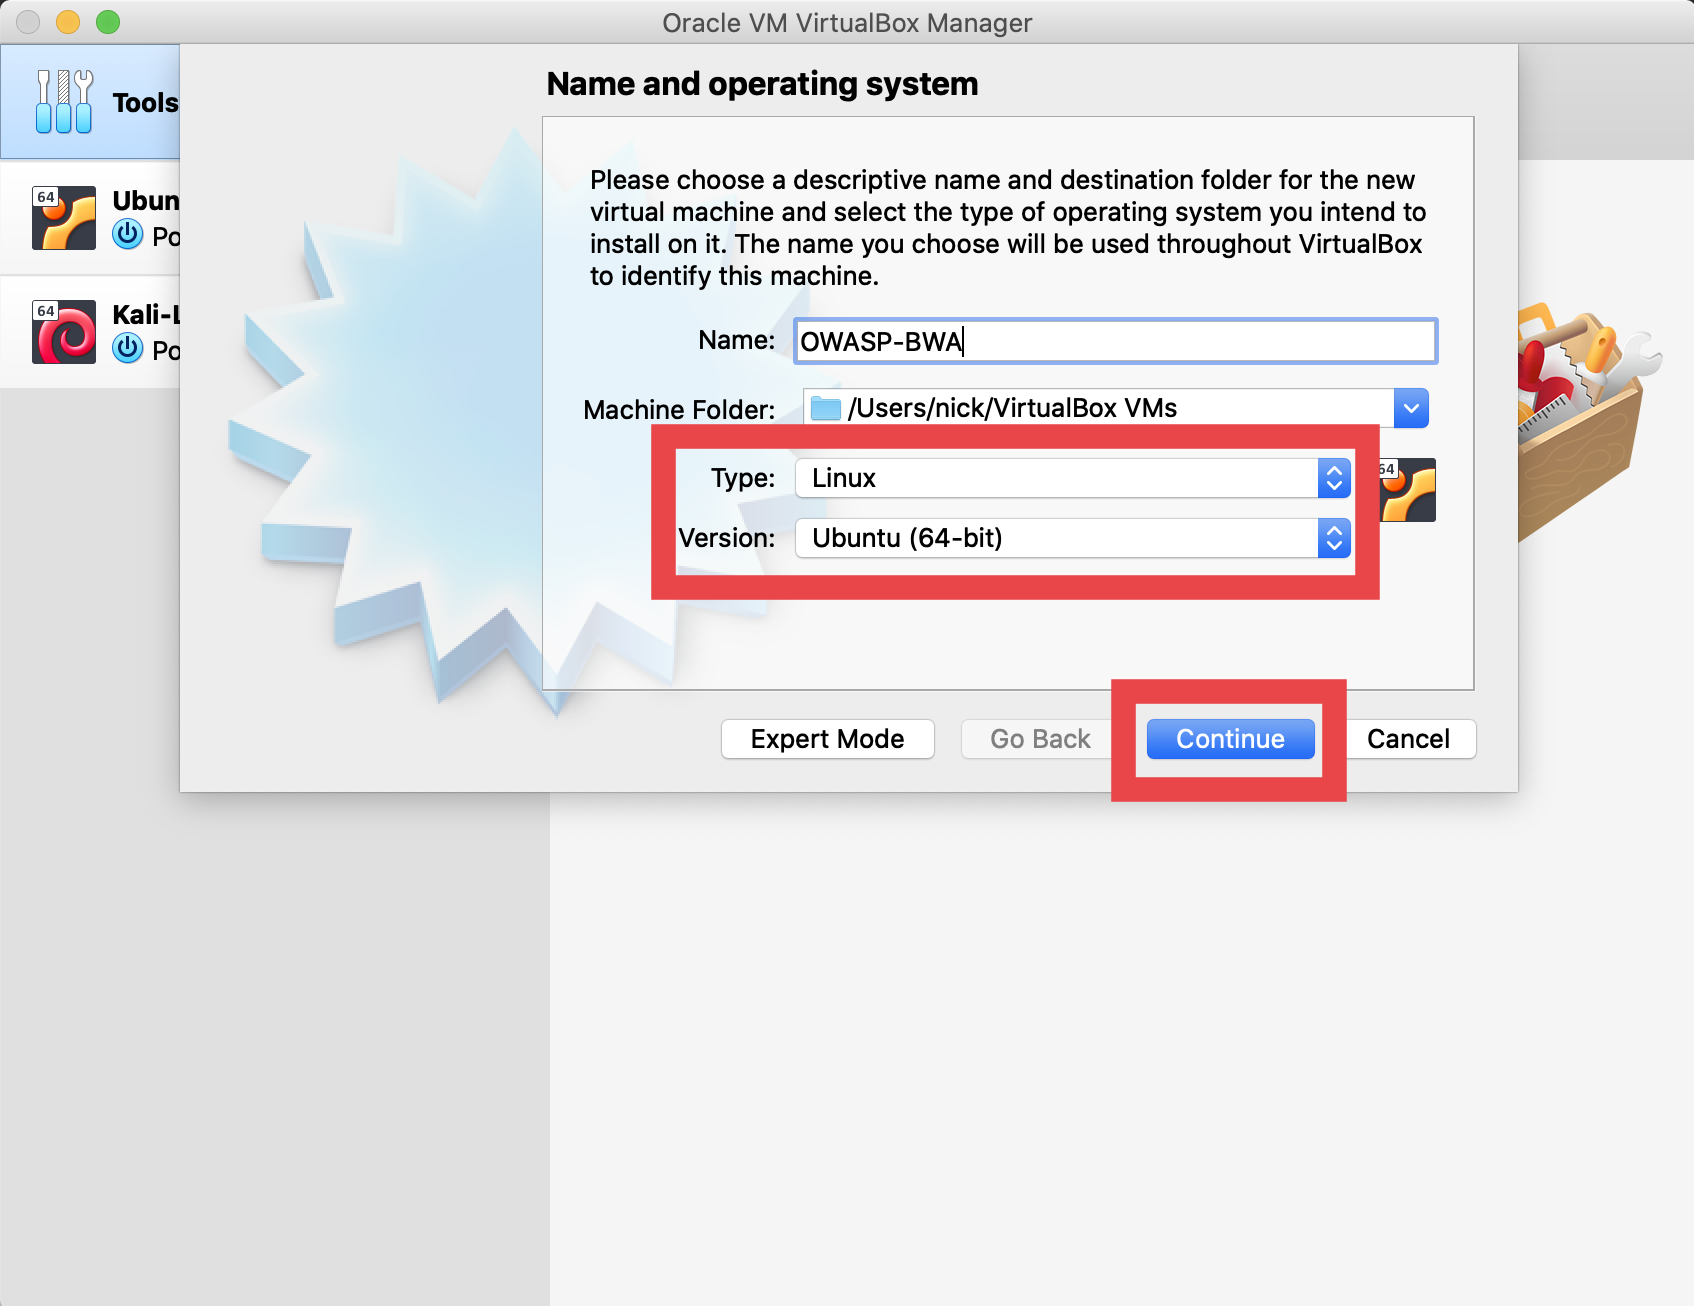 Oracle VM VirtualBox Manager
Tools
Name and operating system
Please choose a descriptive name and destination folder for the new
virtual machine and select the type of operating system you intend to
install on it. The name you choose will be used throughout VirtualBox
to identify this machine.
64
Ubun
Po
64
Kali-L
Po
Name: OWASP-BWA
Machine Folder: /Users/nick/VirtualBox VMs
Type: Linux
64
Version: Ubuntu (64-bit)
Expert Mode Go Back Continue Cancel